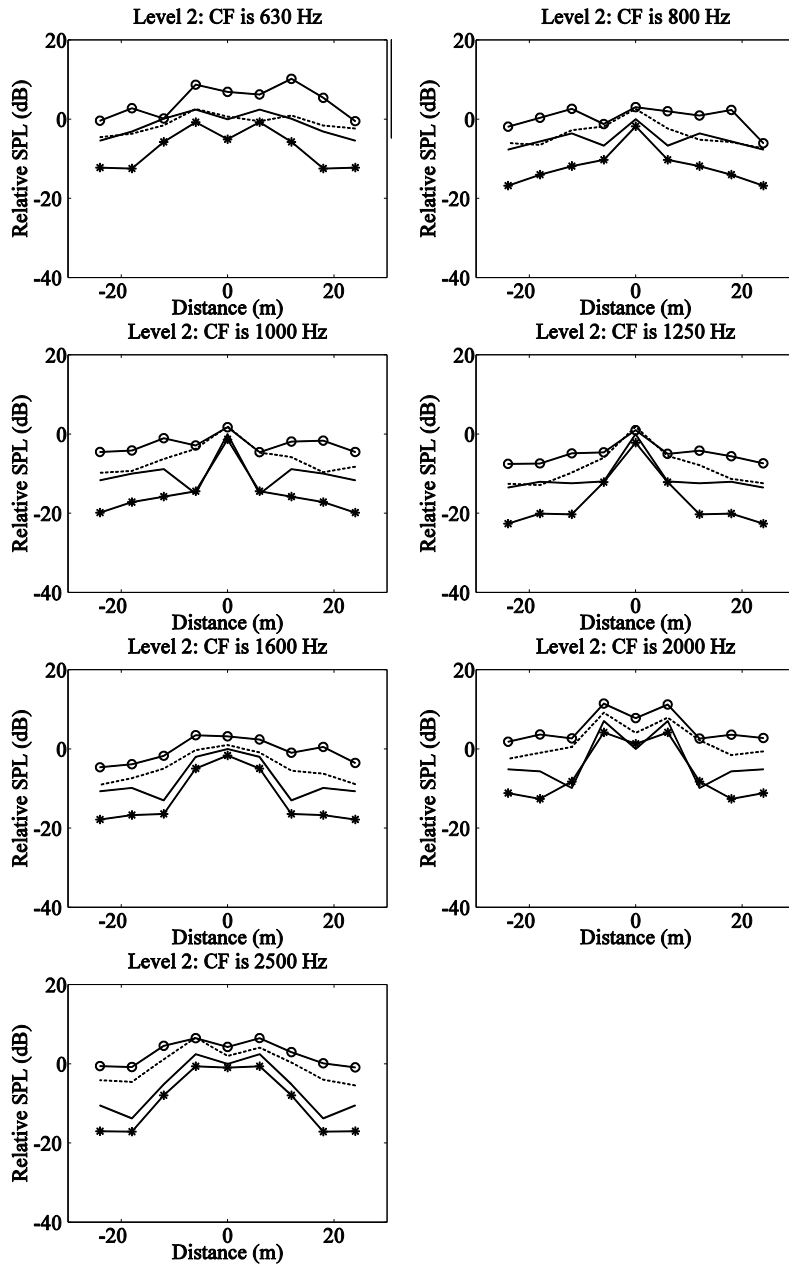 Level 2: CF is 630 Hz
20
0
-20
-40
Relative SPL (dB)
-20 0 20
Distance (m)
Level 2: CF is 800 Hz
20
0
-20
-40
Relative SPL (dB)
-20 0 20
Distance (m)
Level 2: CF is 1000 Hz
20
0
-20
-40
Relative SPL (dB)
-20 0 20
Distance (m)
Level 2: CF is 1250 Hz
20
0
-20
-40
Relative SPL (dB)
-20 0 20
Distance (m)
Level 2: CF is 1600 Hz
20
0
-20
-40
Relative SPL (dB)
-20 0 20
Distance (m)
Level 2: CF is 2000 Hz
20
0
-20
-40
Relative SPL (dB)
-20 0 20
Distance (m)
Level 2: CF is 2500 Hz
20
0
-20
-40
Relative SPL (dB)
-20 0 20
Distance (m)